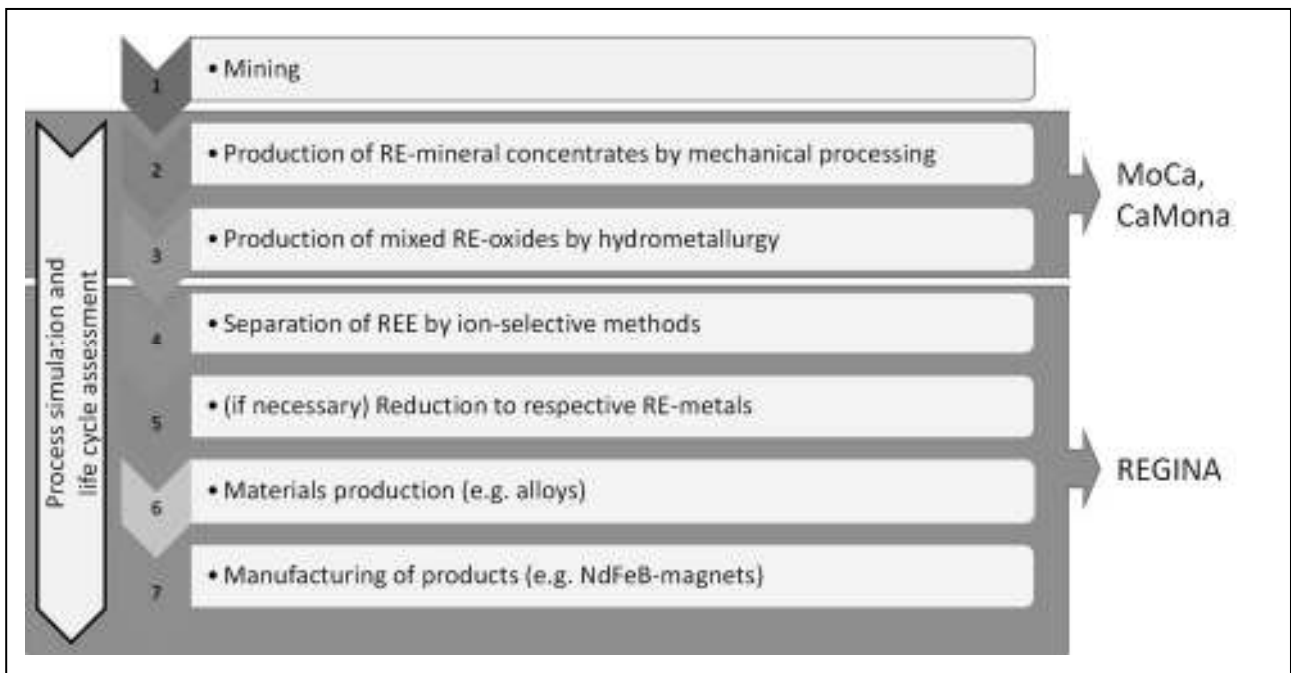 1
• Mining
2
• Production of RE-mineral concentrates by mechanical processing
3
• Production of mixed RE-oxides by hydrometallurgy
MoCa,
CaMona
4
• Separation of REE by ion-selective methods
5
• (if necessary) Reduction to respective RE-metals
6
• Materials production (e.g. alloys)
7
• Manufacturing of products (e.g. NdFeB-magnets)
REGINA
Process simulation and
life cycle assessment